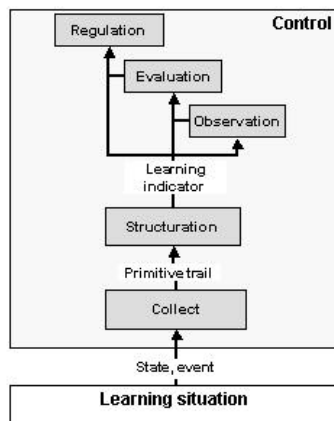 Control
Regulation
Evaluation
Observation
Learning
indicator
Structuration
Primitive trail
Collect
State, event
Learning situation